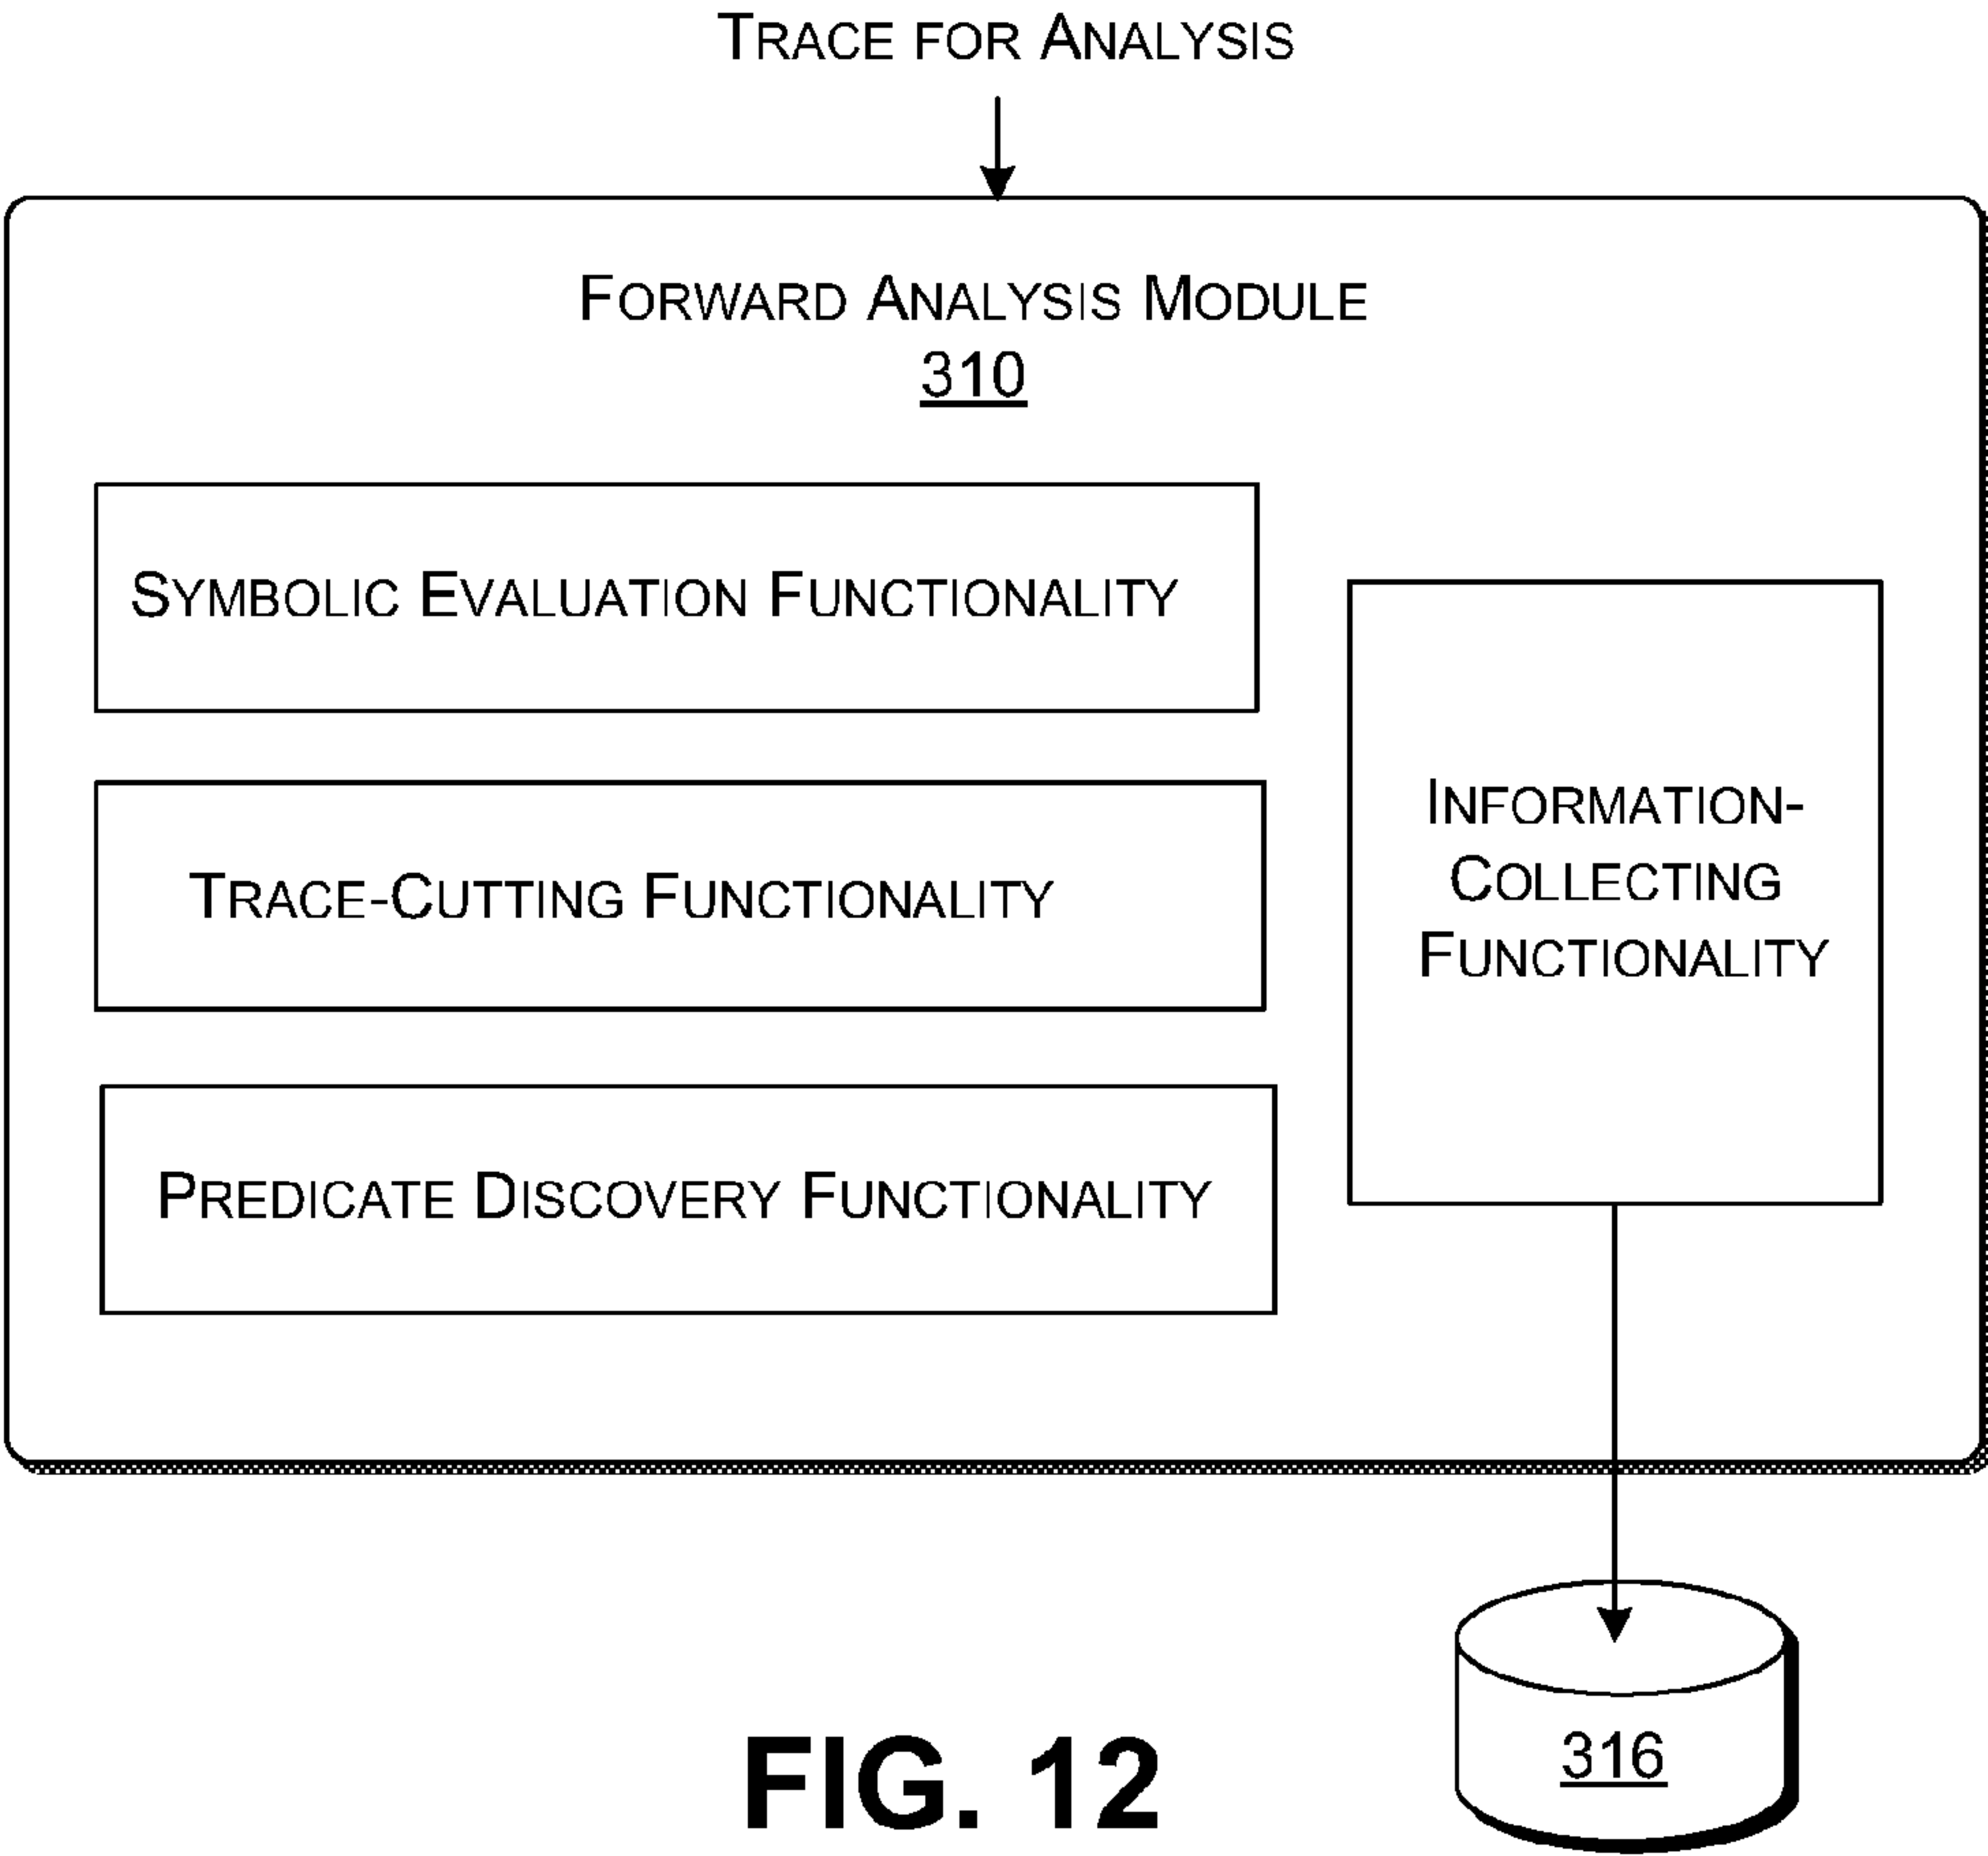 TRACE FOR ANALYSIS
FORWARD ANALYSIS MODULE
310
SYMBOLIC EVALUATION FUNCTIONALITY
TRACE-CUTTING FUNCTIONALITY
PREDICATE DISCOVERY FUNCTIONALITY
INFORMATION-
COLLECTING
FUNCTIONALITY
316
FIG. 12